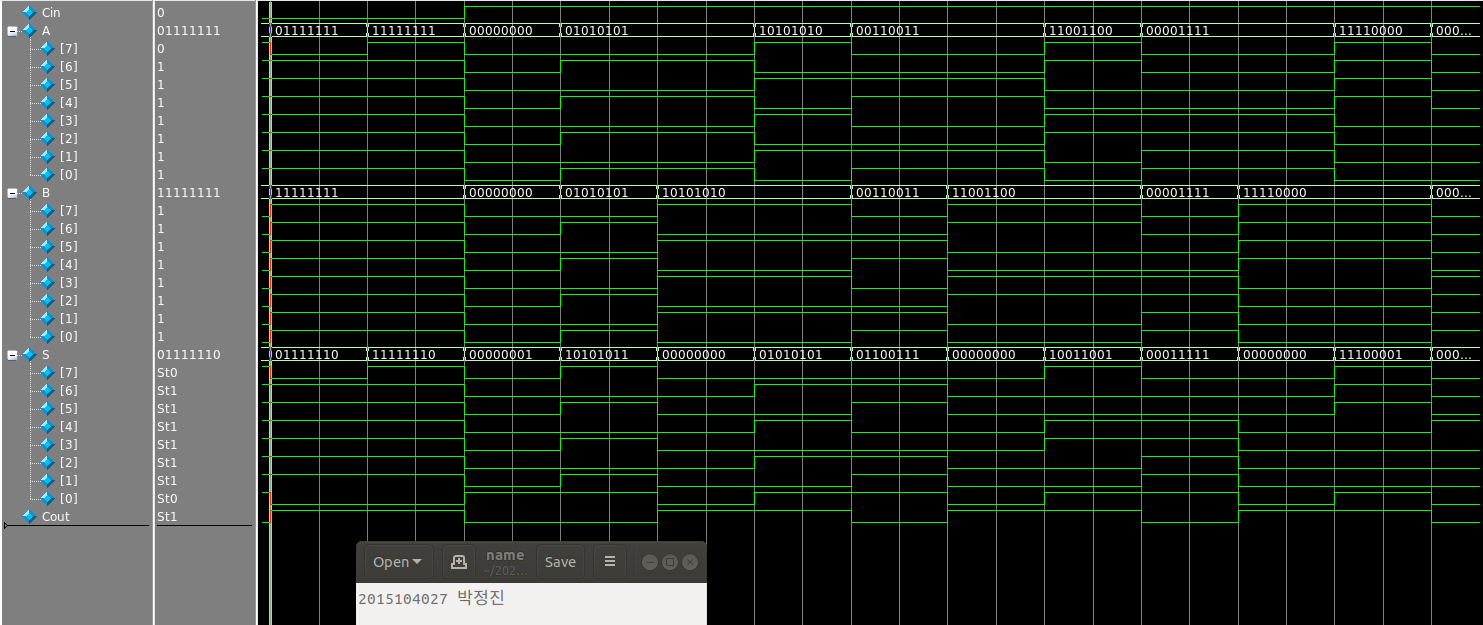 Cin 0
A 01111111 01111111 11111111 00000000 01010101 10101010 00110011 11001100 00001111 11110000 000...
[7] 0
[6] 1
[5] 1
[4] 1
[3] 1
[2] 1
[1] 1
[0] 1
B 11111111 11111111 00000000 01010101 10101010 00110011 11001100 00001111 11110000 000...
[7] 1
[6] 1
[5] 1
[4] 1
[3] 1
[2] 1
[1] 1
[0] 1
S 01111110 01111110 11111110 00000001 10101011 00000000 01010101 01100111 00000000 10011001 00011111 00000000 11100001 000...
[7] St0
[6] St1
[5] St1
[4] St1
[3] St1
[2] St1
[1] St1
[0] St0
Cout St1
Open name Save
~/202...
2015104027 박정진